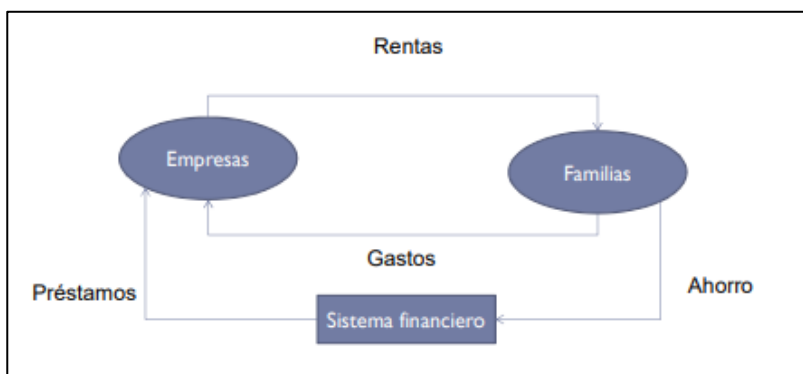 Rentas
Empresas
Familias
Gastos
Préstamos
Ahorro
Sistema financiero